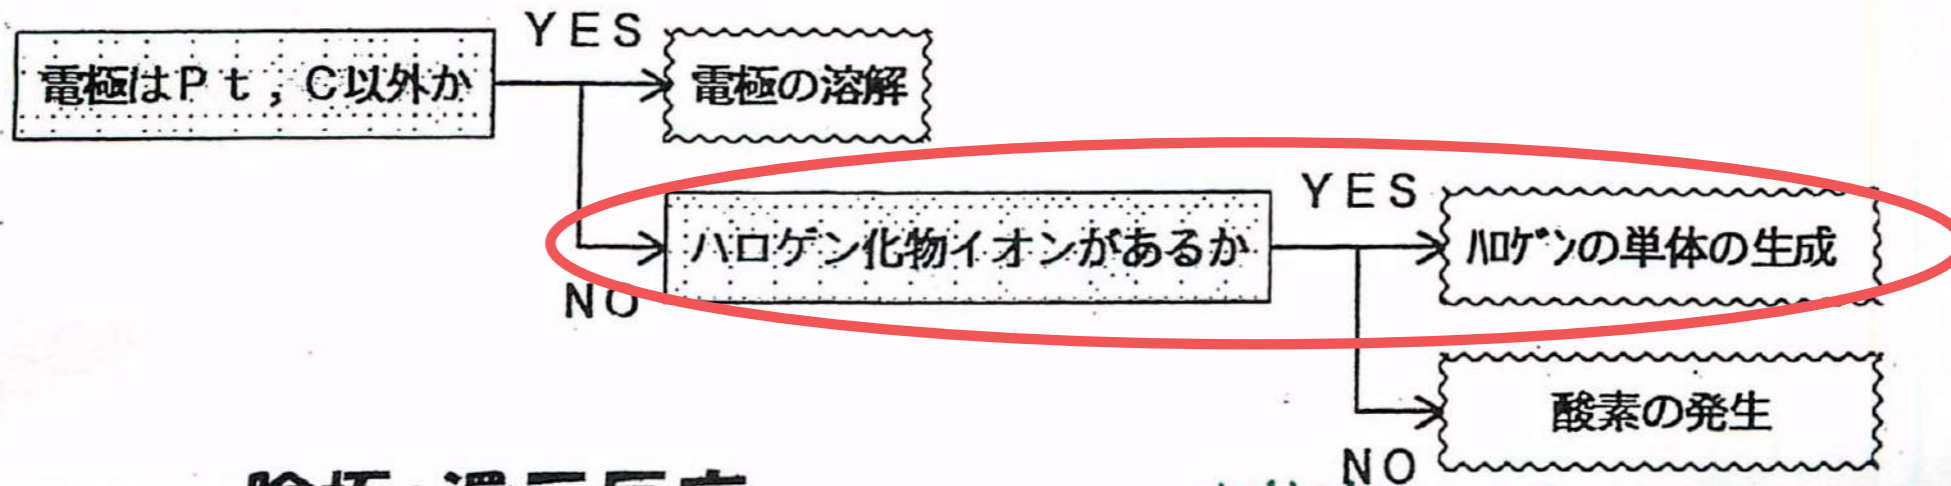 YES
電極はPt,C以外か
電極の溶解
YES
ハロゲン化物イオンがあるか
ハロゲンの単体の生成
NO
酸素の発生
NO